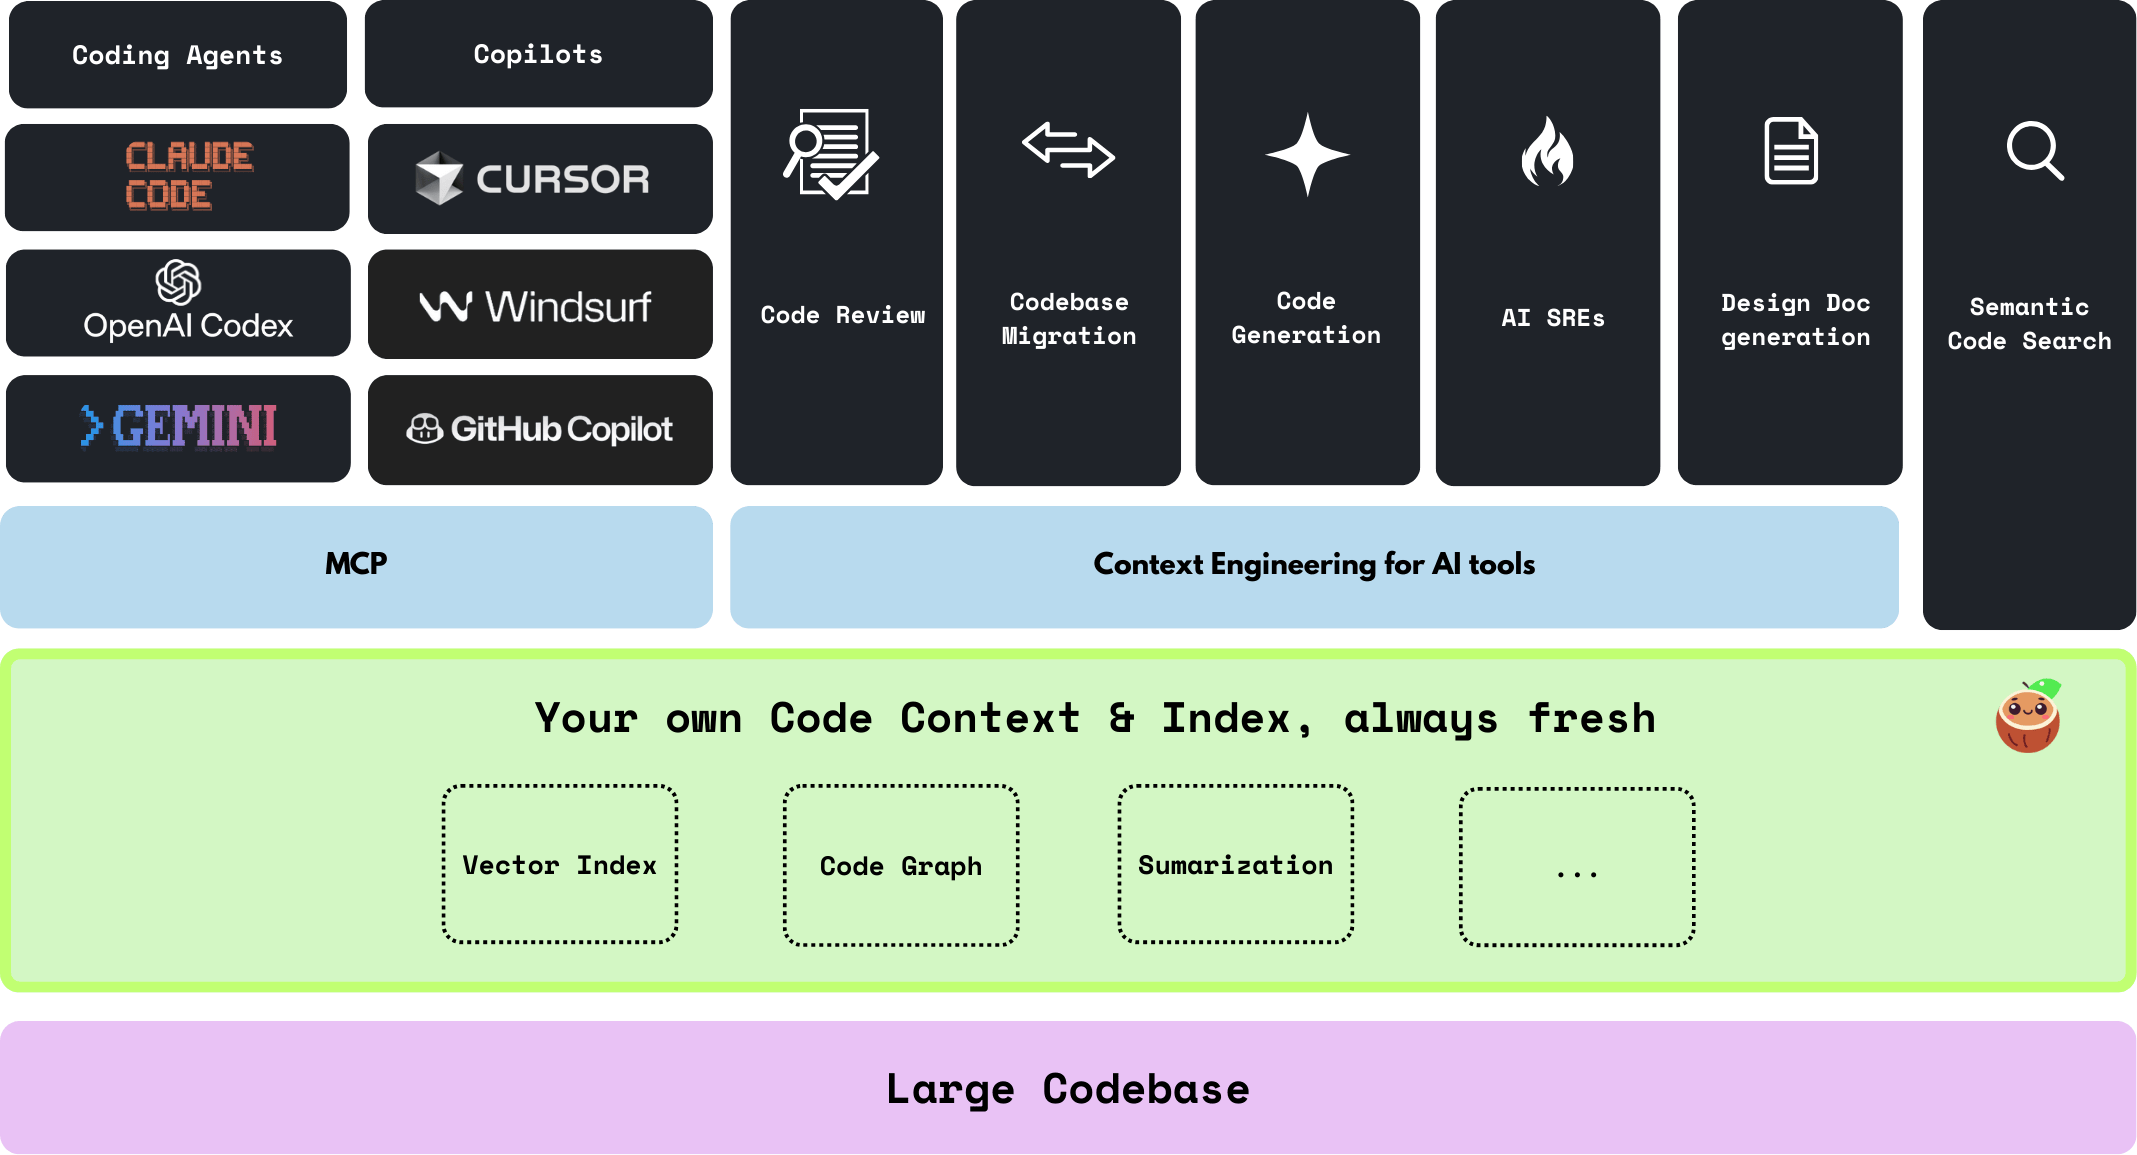 Coding Agents
Copilots
CLAUDE
CODE
CURSOR
OpenAI Codex
Windsurf
>GEMINI
GitHub Copilot
Code Review
Codebase
Migration
Code
Generation
AI SREs
Design Doc
generation
Semantic
Code Search
MCP
Context Engineering for AI tools
Your own Code Context & Index, always fresh
Vector Index
Code Graph
Sumarization
...
Large Codebase